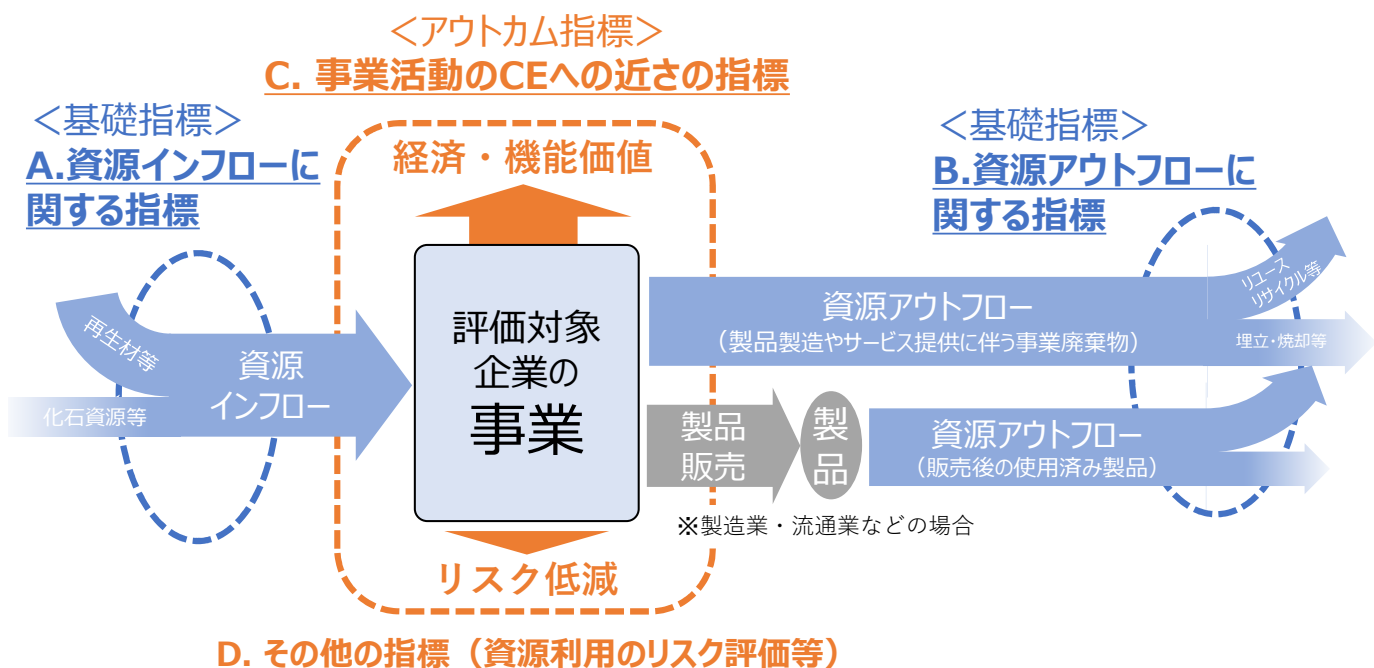 ＜アウトカム指標＞
C. 事業活動のCEへの近さの指標
＜基礎指標＞
A.資源インフローに
関する指標
＜基礎指標＞
B.資源アウトフローに
関する指標
経済・機能価値
再生材等
化石資源等
資源
インフロー
評価対象
企業の
事業
資源アウトフロー
（製品製造やサービス提供に伴う事業廃棄物）
リユース
リサイクル等
埋立・焼却等
製品
販売
製
品
資源アウトフロー
（販売後の使用済み製品）
※製造業・流通業などの場合
リスク低減
D. その他の指標（資源利用のリスク評価等）